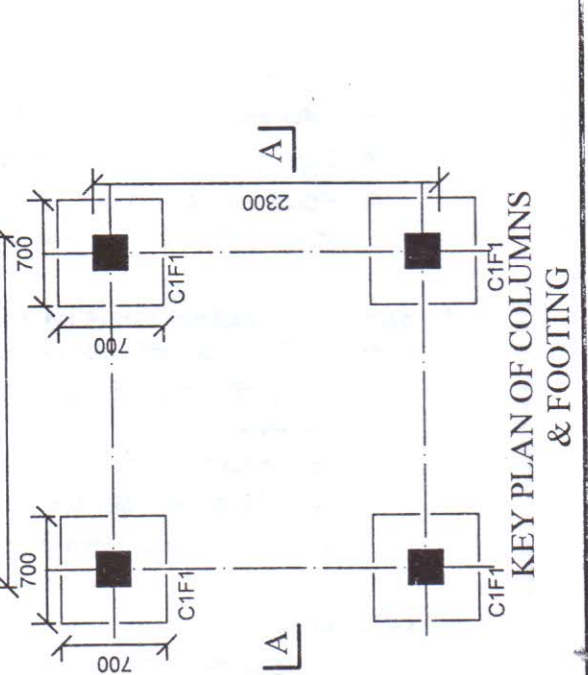 700
700
700
700
2300
A
A
C1F1
C1F1
C1F1
C1F1
KEY PLAN OF COLUMNS
& FOOTING